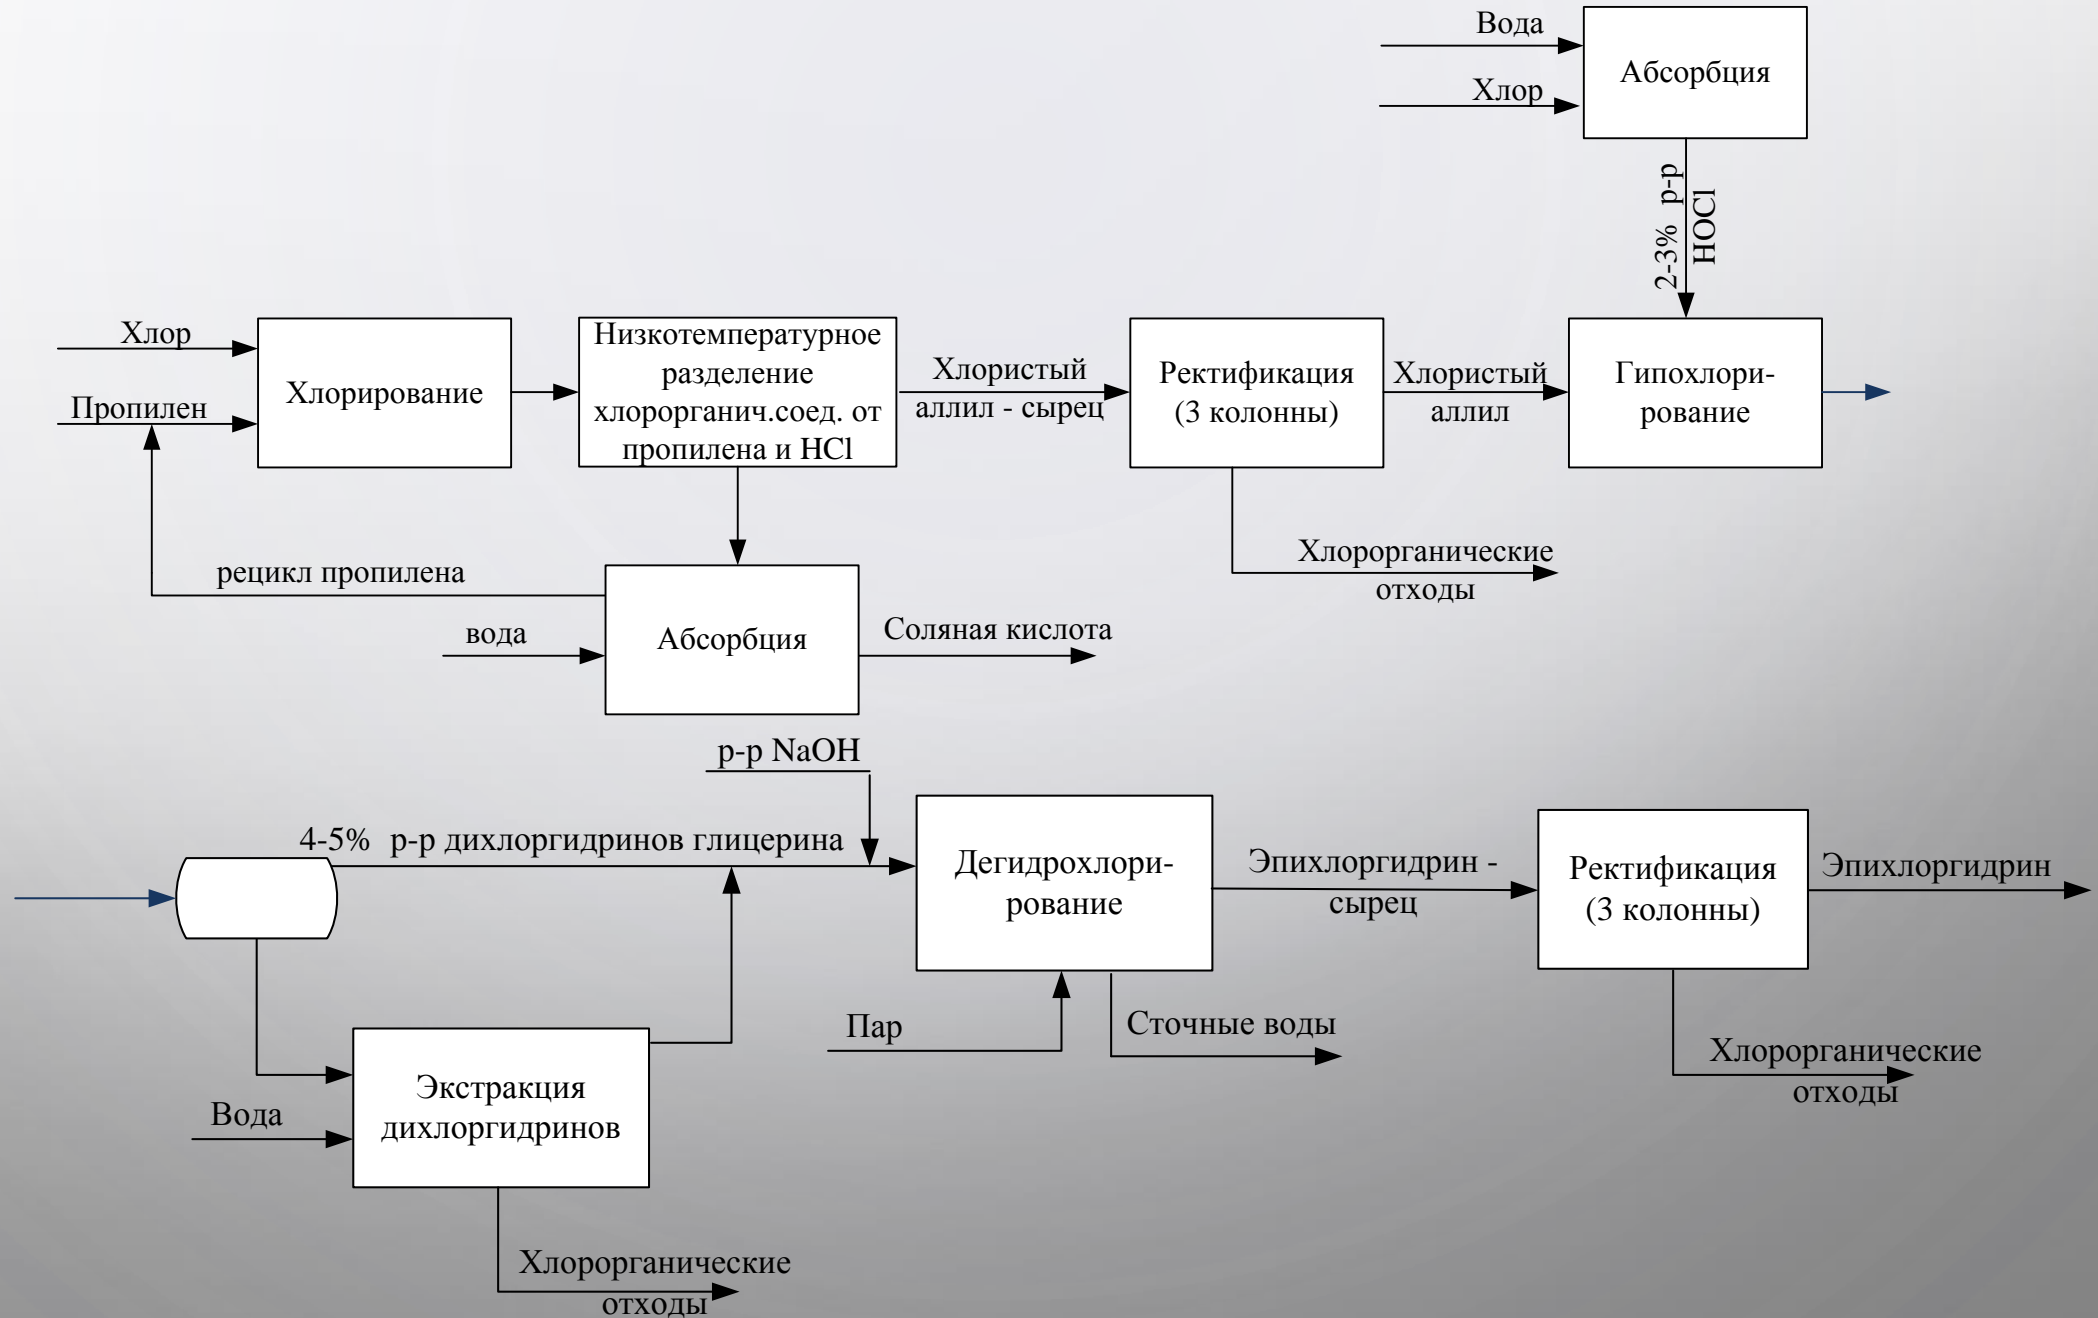 Вода
Хлор
Абсорбция
2-3% р-р
HOCl
Хлор
Пропилен
Хлорирование
Низкотемпературное
разделение
хлорорганич.соед. от
пропилена и HCl
Хлористый
аллил - сырец
Ректификация
(3 колонны)
Хлористый
аллил
Гипохлори-
рование
Хлорорганические
отходы
рецикл пропилена
вода
Абсорбция
Соляная кислота
р-р NaOH
4-5% р-р дихлоргидринов глицерина
Дегидрохлори-
рование
Эпихлоргидрин -
сырец
Ректификация
(3 колонны)
Эпихлоргидрин
Пар
Сточные воды
Хлорорганические
отходы
Экстракция
дихлоргидринов
Вода
Хлорорганические
отходы